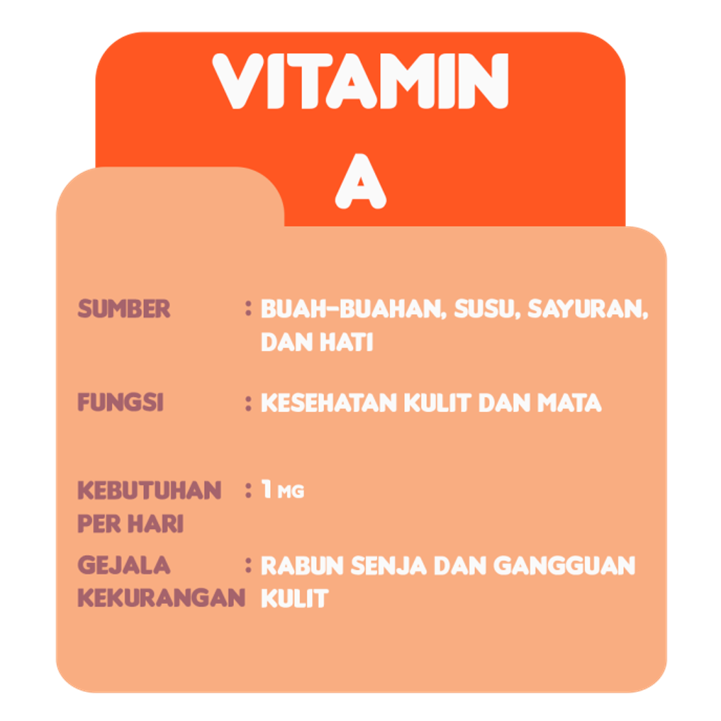 VITAMIN
A
SUMBER : BUAH-BUAHAN, SUSU, SAYURAN,
DAN HATI
FUNGSI : KESEHATAN KULIT DAN MATA
KEBUTUHAN : 1 MG
PER HARI
GEJALA : RABUN SENJA DAN GANGGUAN
KEKURANGAN KULIT